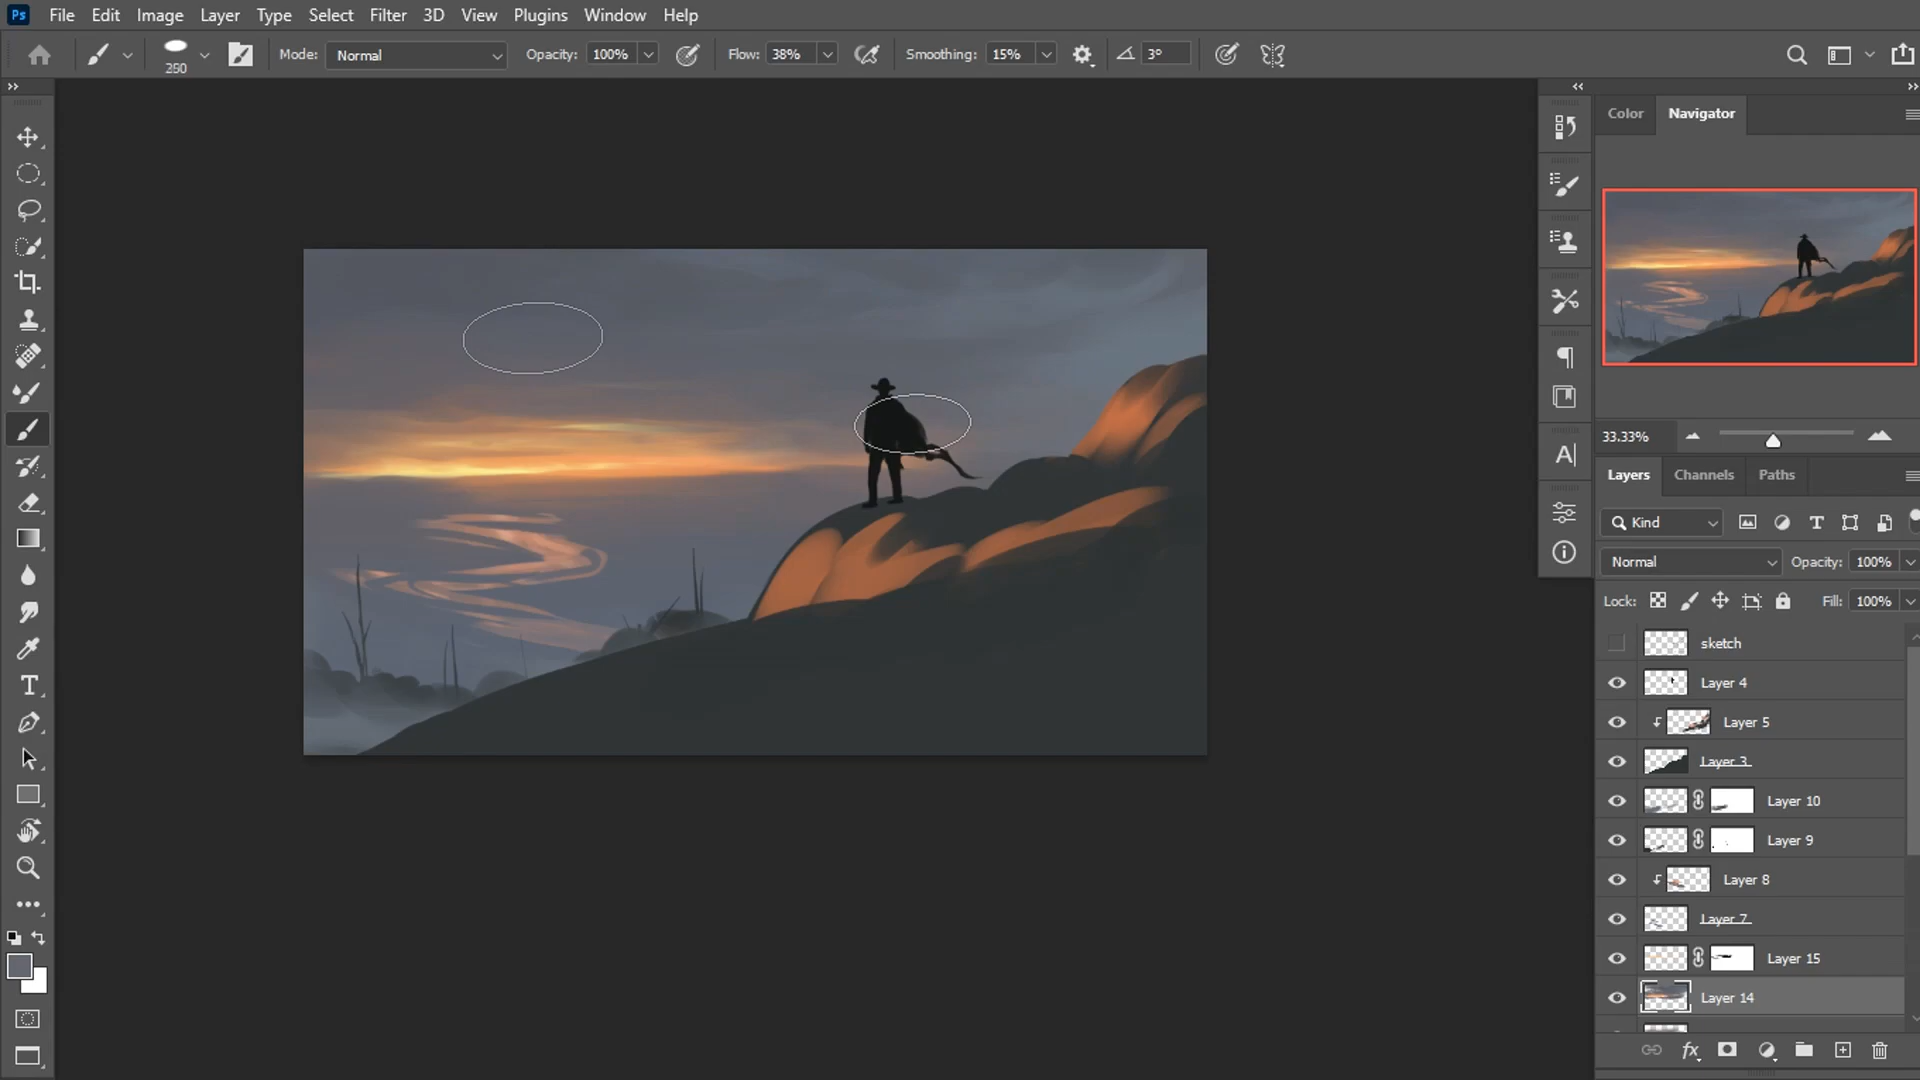 Ps File Edit Image Layer Type Select Filter 3D View Plugins Window Help
250 Mode: Normal Opacity: 100% Flow: 38% Smoothing: 15% 3°
Color Navigator
33.33%
Layers Channels Paths
Kind
Normal Opacity: 100%
Lock: Fill: 100%
sketch
Layer 4
Layer 5
Layer 3
Layer 10
Layer 9
Layer 8
Layer 7
Layer 15
Layer 14